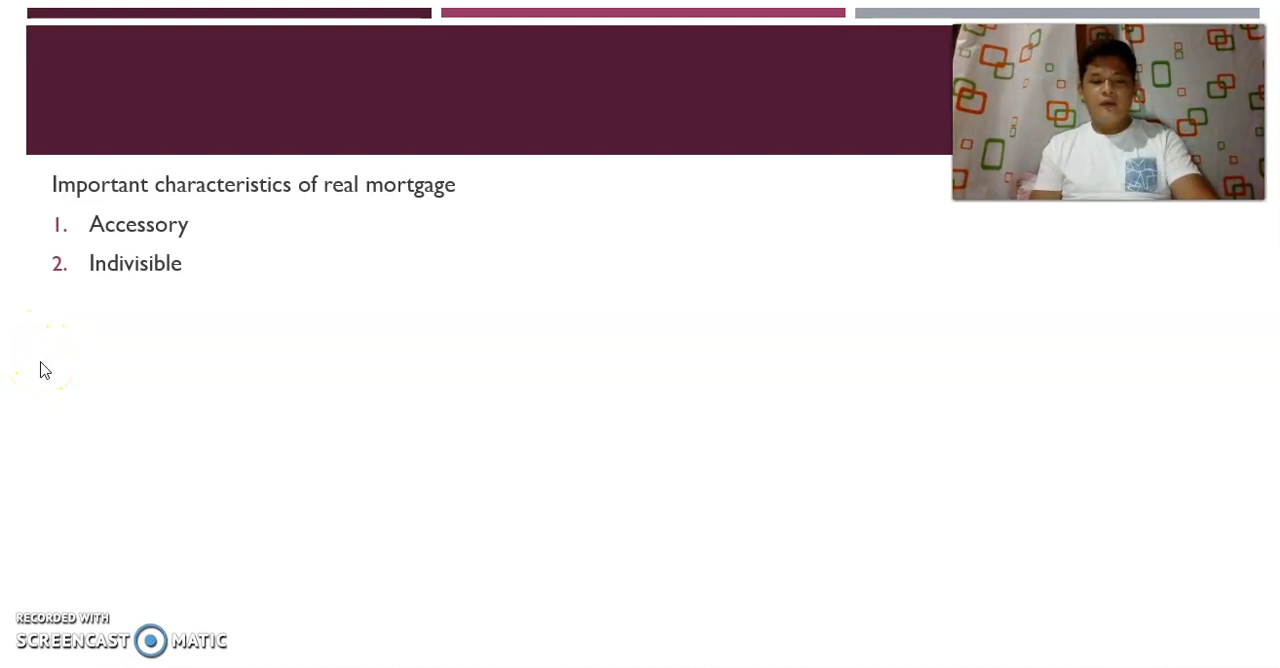 Important characteristics of real mortgage
1. Accessory
2. Indivisible
RECORDED WITH
SCREENCAST MATIC